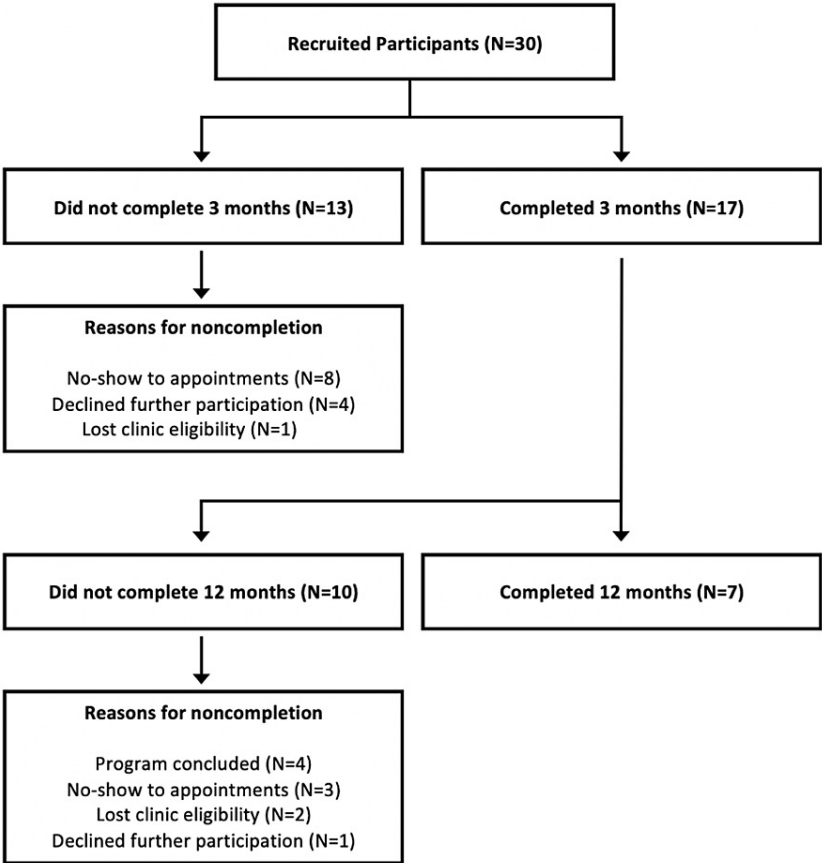 Recruited Participants (N=30)
Did not complete 3 months (N=13)
Completed 3 months (N=17)
Reasons for noncompletion
No-show to appointments (N=8)
Declined further participation (N=4)
Lost clinic eligibility (N=1)
Did not complete 12 months (N=10)
Completed 12 months (N=7)
Reasons for noncompletion
Program concluded (N=4)
No-show to appointments (N=3)
Lost clinic eligibility (N=2)
Declined further participation (N=1)